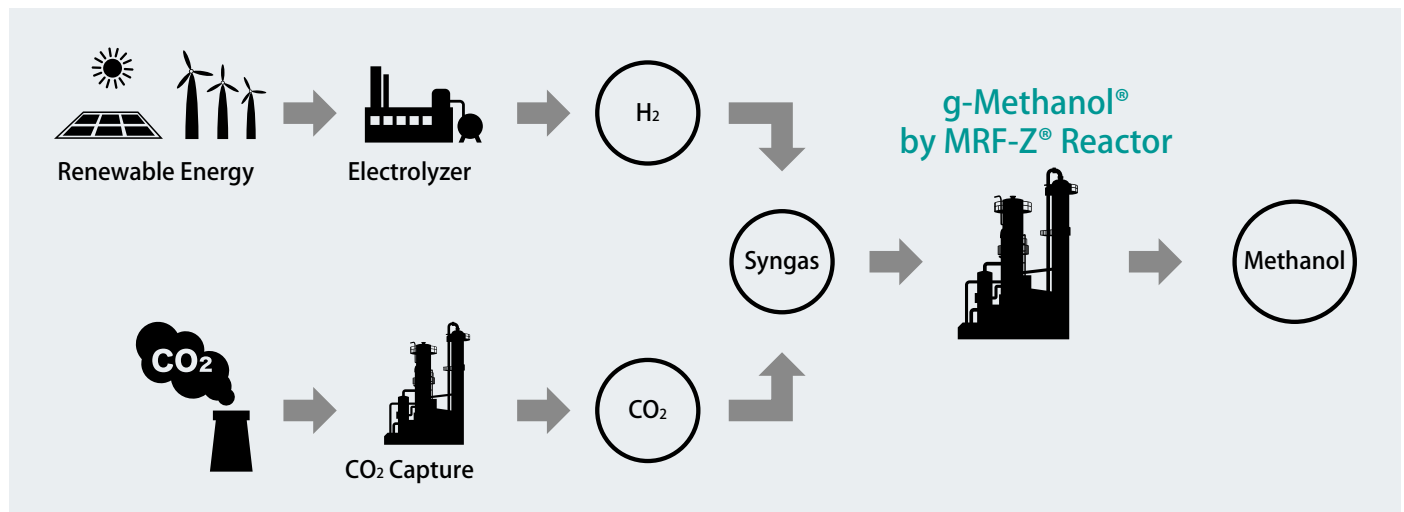 Renewable Energy
Electrolyzer
H₂
g-Methanol®
by MRF-Z® Reactor
Syngas
Methanol
CO₂
CO₂ Capture
CO₂